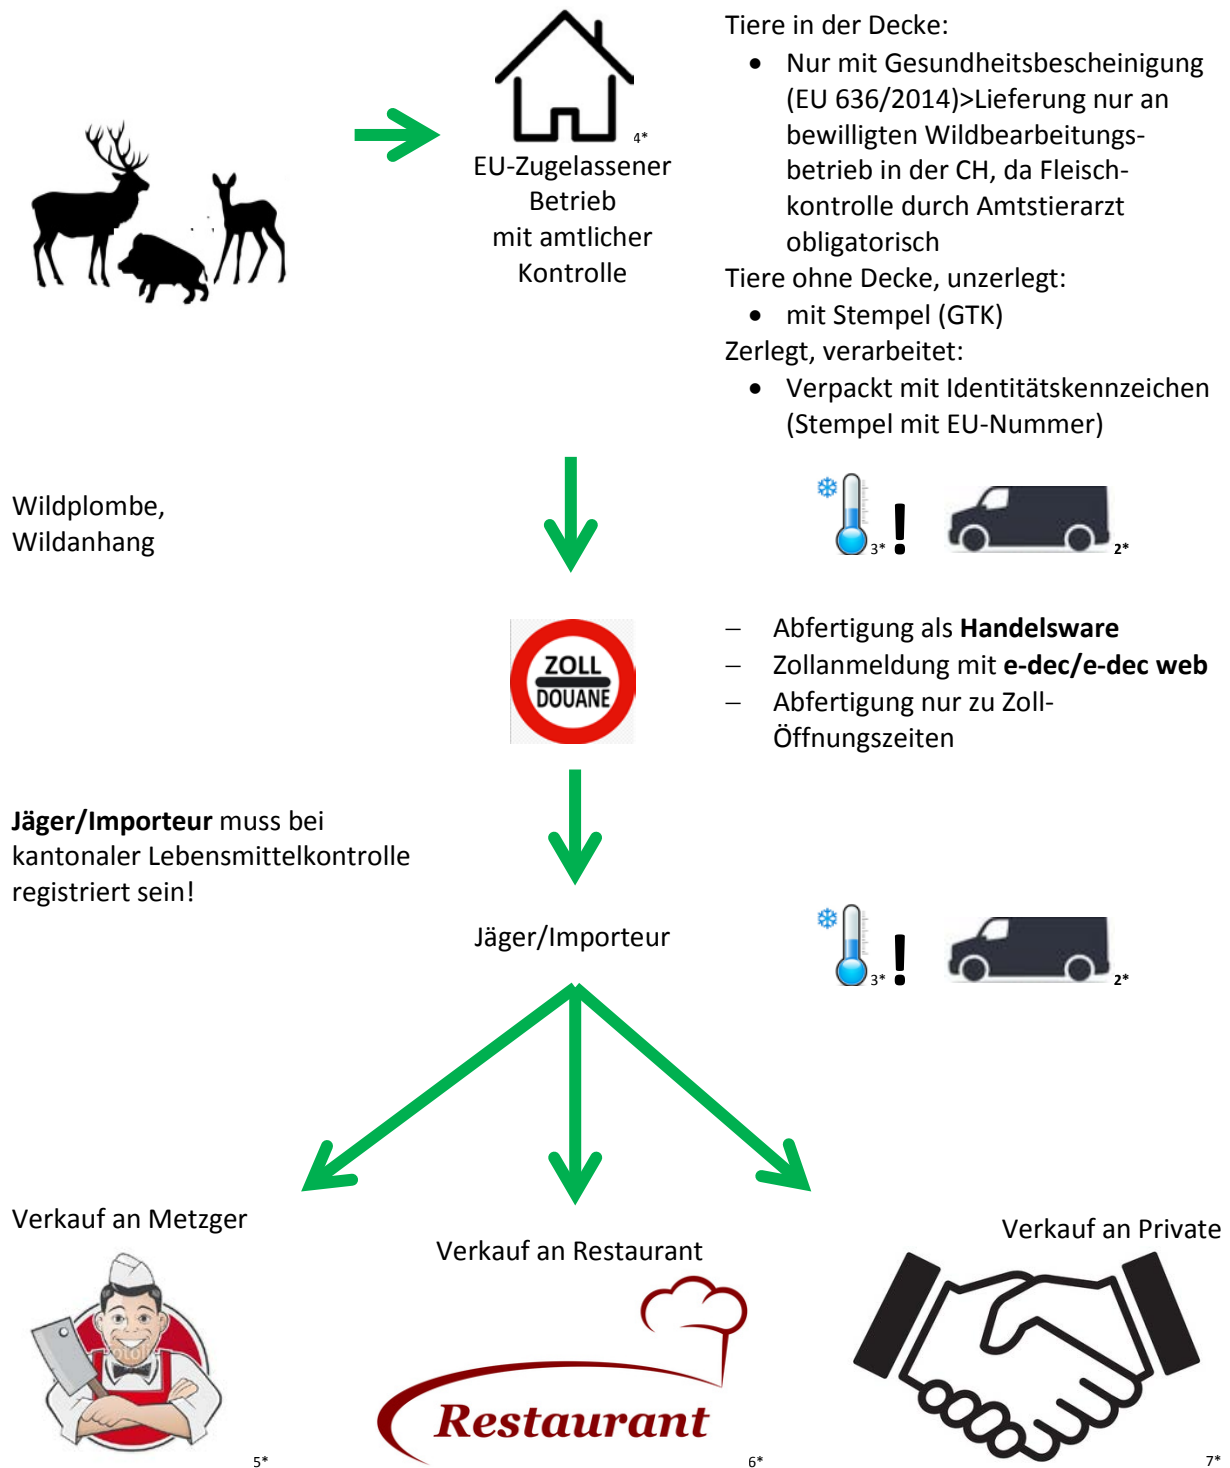 Tiere in der Decke:
• Nur mit Gesundheitsbescheinigung
(EU 636/2014)>Lieferung nur an
bewilligten Wildbearbeitungs-
betrieb in der CH, da Fleisch-
kontrolle durch Amtstierarzt
obligatorisch
Tiere ohne Decke, unzerlegt:
• mit Stempel (GTK)
Zerlegt, verarbeitet:
• Verpackt mit Identitätskennzeichen
(Stempel mit EU-Nummer)
4*
EU-Zugelassener
Betrieb
mit amtlicher
Kontrolle
Wildplombe,
Wildanhang
3* !
2*
ZOLL
DOUANE
– Abfertigung als Handelsware
– Zollanmeldung mit e-dec/e-dec web
– Abfertigung nur zu Zoll-
Öffnungszeiten
Jäger/Importeur muss bei
kantonaler Lebensmittelkontrolle
registriert sein!
Jäger/Importeur
3* !
2*
Verkauf an Metzger
5*
Verkauf an Restaurant
Restaurant
6*
Verkauf an Private
7*